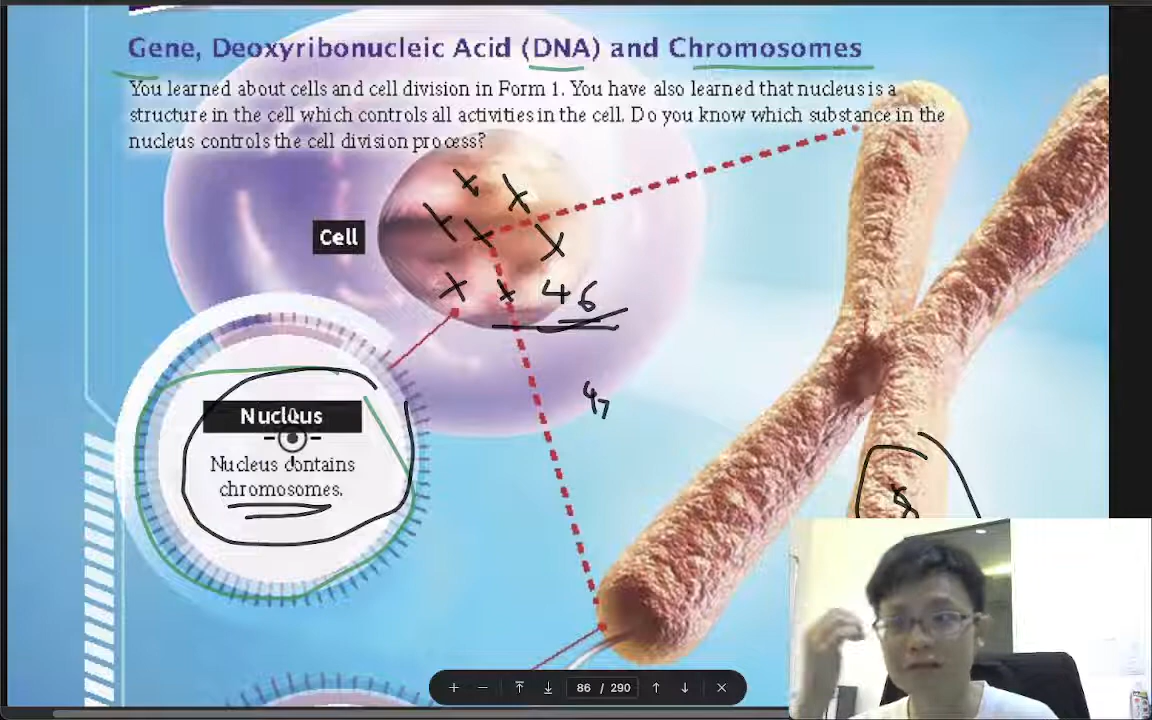 Gene, Deoxyribonucleic Acid (DNA) and Chromosomes
You learned about cells and cell division in Form 1. You have also learned that nucleus is a
structure in the cell which controls all activities in the cell. Do you know which substance in the
nucleus controls the cell division process?
Cell
46
47
Nucleus
Nucleus contains
chromosomes.
86 / 290